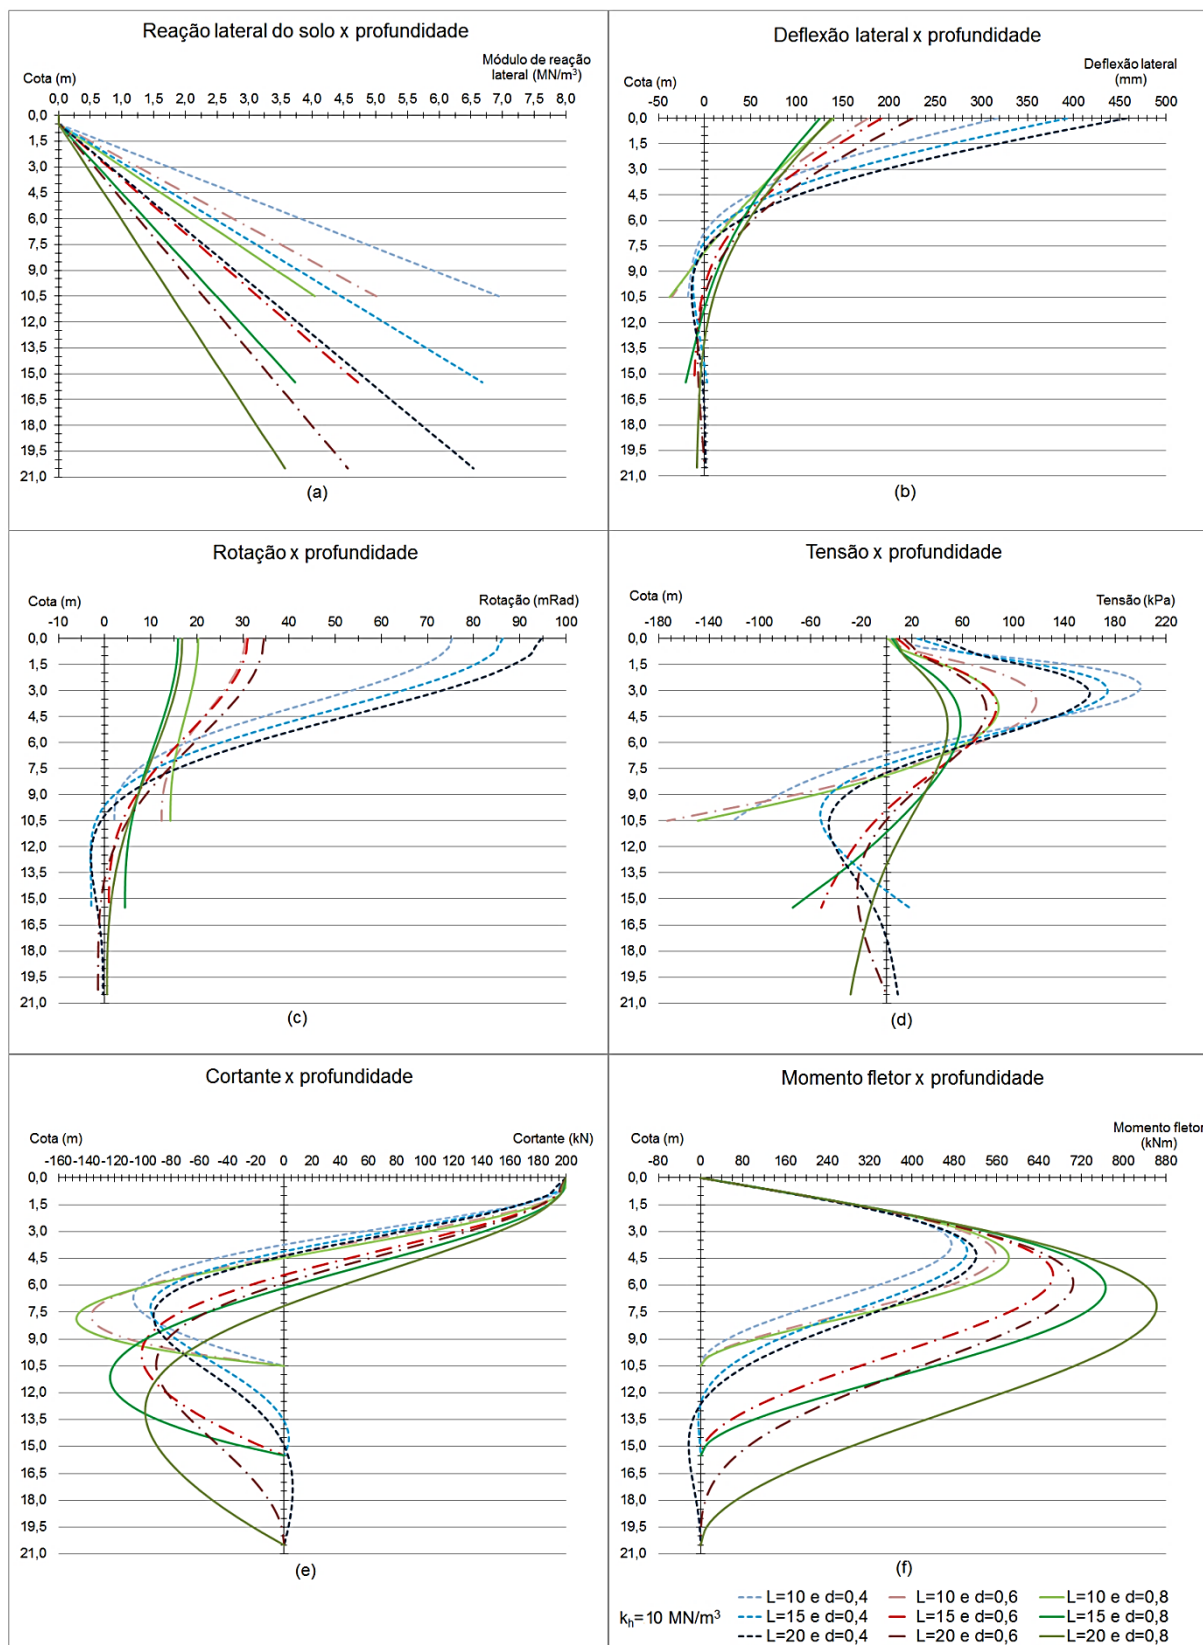 Reação lateral do solo x profundidade
Módulo de reação
lateral (MN/m³)
Cota (m)
0,0 0,5 1,0 1,5 2,0 2,5 3,0 3,5 4,0 4,5 5,0 5,5 6,0 6,5 7,0 7,5 8,0
0,0
1,5
3,0
4,5
6,0
7,5
9,0
10,5
12,0
13,5
15,0
16,5
18,0
19,5
21,0
(a)
Deflexão lateral x profundidade
Deflexão lateral
(mm)
Cota (m)
-50 0 50 100 150 200 250 300 350 400 450 500
0,0
1,5
3,0
4,5
6,0
7,5
9,0
10,5
12,0
13,5
15,0
16,5
18,0
19,5
21,0
(b)
Rotação x profundidade
Cota (m)
Rotação (mRad)
-10 0 10 20 30 40 50 60 70 80 90 100
0,0
1,5
3,0
4,5
6,0
7,5
9,0
10,5
12,0
13,5
15,0
16,5
18,0
19,5
21,0
(c)
Tensão x profundidade
Cota (m)
Tensão (kPa)
-180 -140 -100 -60 -20 20 60 100 140 180 220
0,0
1,5
3,0
4,5
6,0
7,5
9,0
10,5
12,0
13,5
15,0
16,5
18,0
19,5
21,0
(d)
Cortante x profundidade
Cota (m)
Cortante (kN)
-160 -140 -120 -100 -80 -60 -40 -20 0 20 40 60 80 100 120 140 160 180 200
0,0
1,5
3,0
4,5
6,0
7,5
9,0
10,5
12,0
13,5
15,0
16,5
18,0
19,5
21,0
(e)
Momento fletor x profundidade
Momento fletor
(kNm)
Cota (m)
-80 0 80 160 240 320 400 480 560 640 720 800 880
0,0
1,5
3,0
4,5
6,0
7,5
9,0
10,5
12,0
13,5
15,0
16,5
18,0
19,5
21,0
(f)
kₕ=10 MN/m³
L=10 e d=0,4 L=10 e d=0,6 L=10 e d=0,8
L=15 e d=0,4 L=15 e d=0,6 L=15 e d=0,8
L=20 e d=0,4 L=20 e d=0,6 L=20 e d=0,8